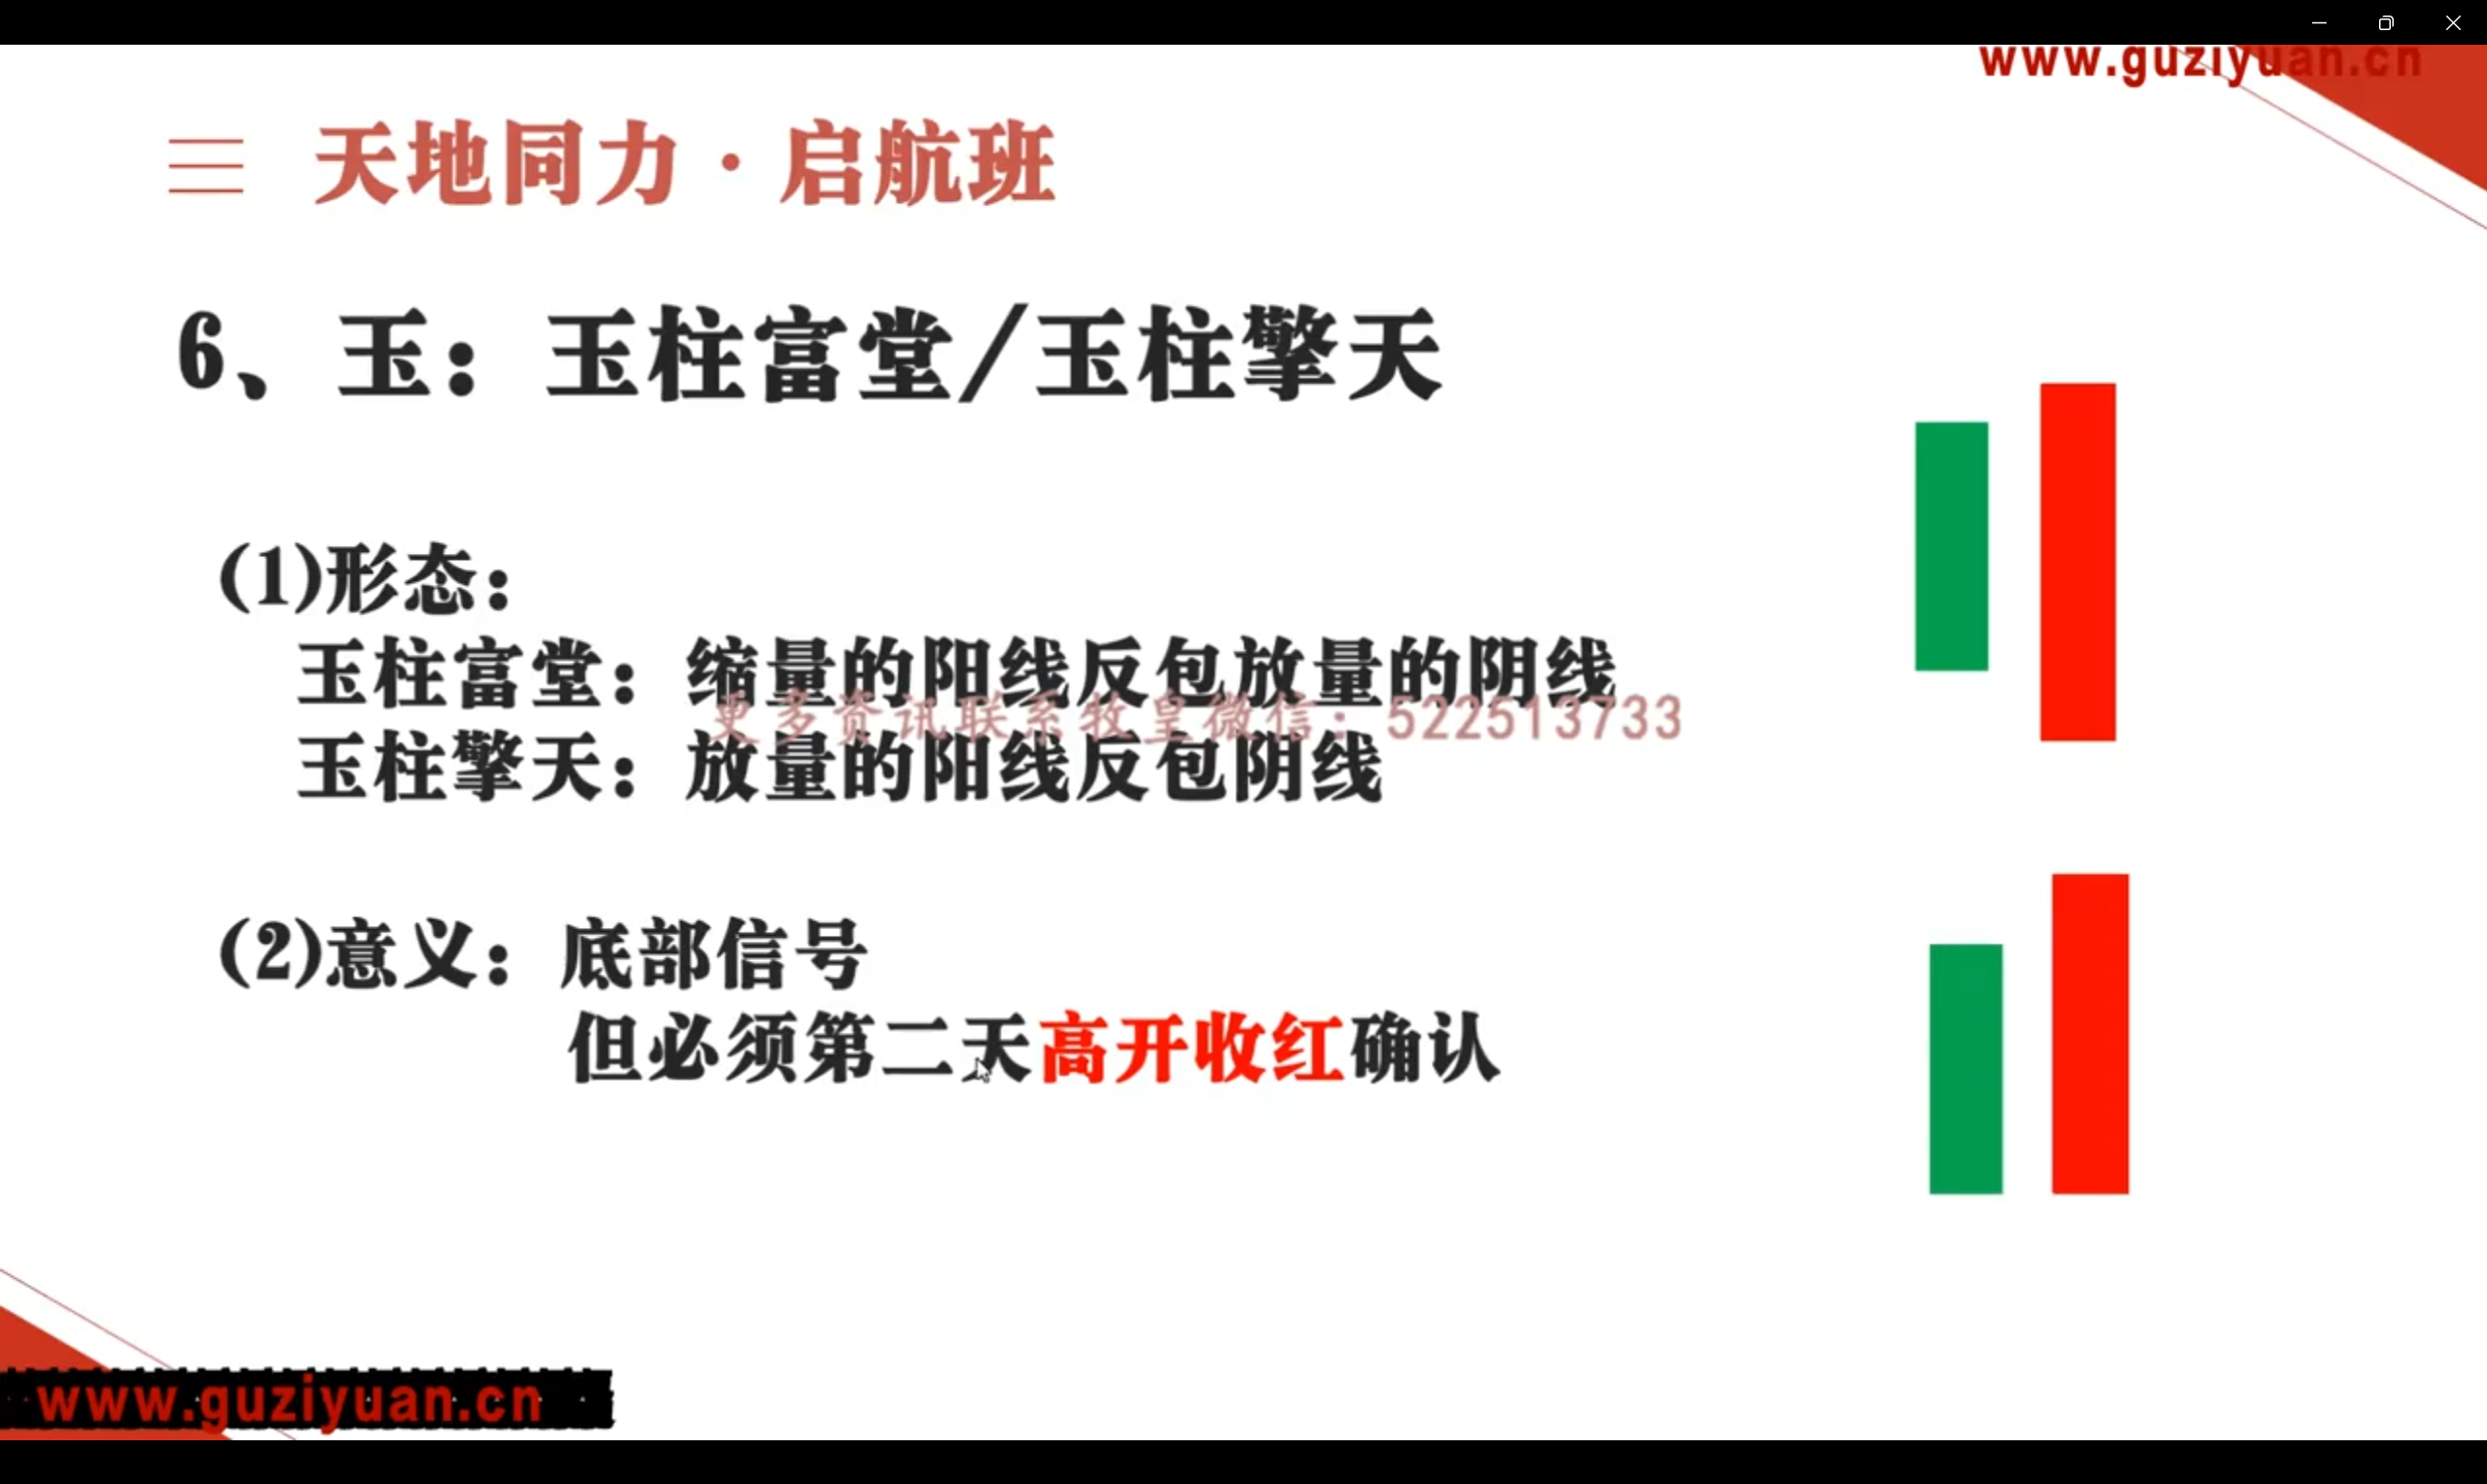 www.guziyuan.cn
天地同力·启航班
6、玉：玉柱富堂/玉柱擎天
(1)形态：
玉柱富堂：缩量的阳线反包放量的阴线
更多资讯联系牧皇微信：522513733
玉柱擎天：放量的阳线反包阴线
(2)意义：底部信号
但必须第二天高开收红确认
www.guziyuan.cn